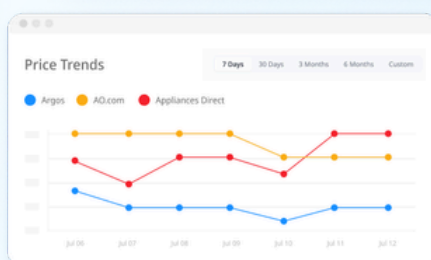 Price Trends
7 Days 30 Days 3 Months 6 Months Custom
Argos AO.com Appliances Direct
Jul 06 Jul 07 Jul 08 Jul 09 Jul 10 Jul 11 Jul 12